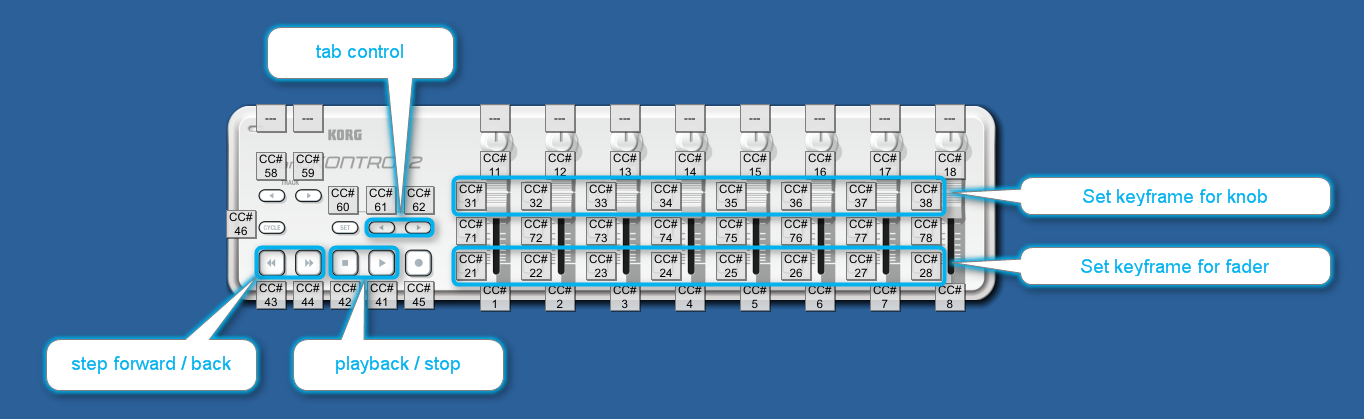 tab control
--- --- --- --- --- --- --- --- --- ---
KORG
CC# 58 CC# 59 CC# 11 CC# 12 CC# 13 CC# 14 CC# 15 CC# 16 CC# 17 CC# 18
TRACK
CC# 60 CC# 61 CC# 62 CC# 31 CC# 32 CC# 33 CC# 34 CC# 35 CC# 36 CC# 37 CC# 38
Set keyframe for knob
CC# 46 CYCLE SET CC# 71 CC# 72 CC# 73 CC# 74 CC# 75 CC# 76 CC# 77 CC# 78
CC# 21 CC# 22 CC# 23 CC# 24 CC# 25 CC# 26 CC# 27 CC# 28
Set keyframe for fader
CC# 43 CC# 44 CC# 42 CC# 41 CC# 45 CC# 1 CC# 2 CC# 3 CC# 4 CC# 5 CC# 6 CC# 7 CC# 8
step forward / back
playback / stop